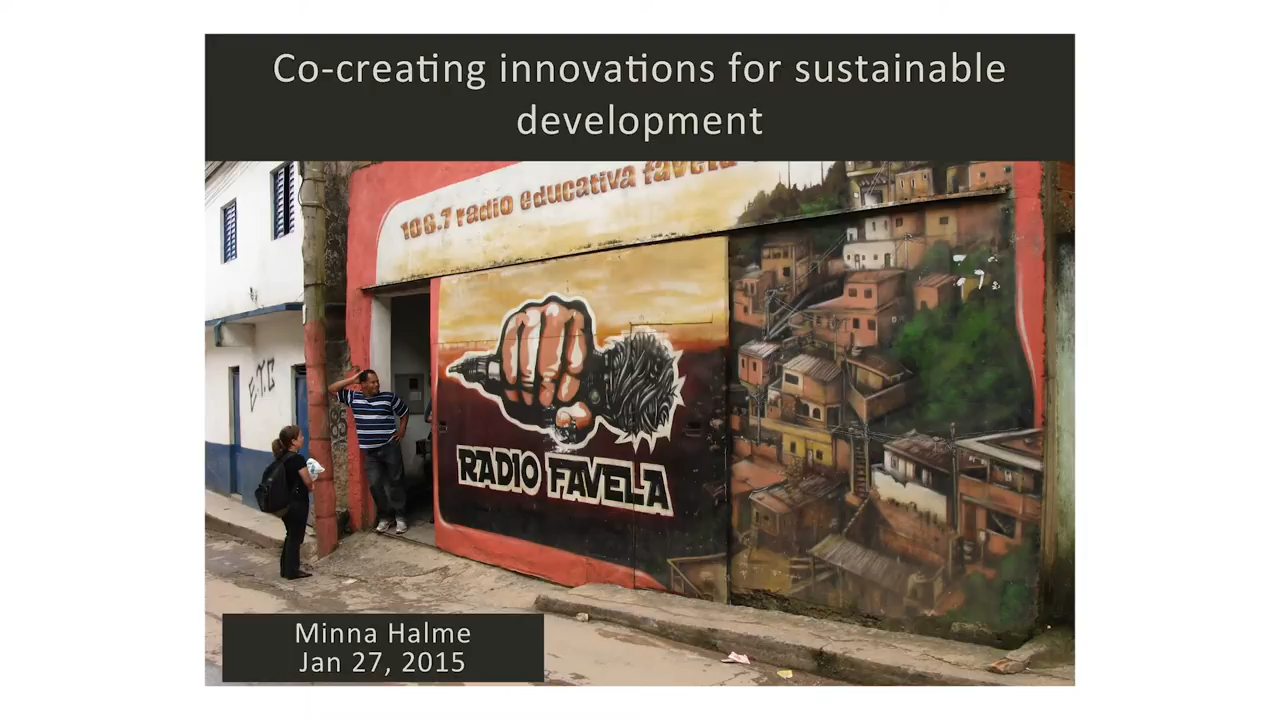 Co-creating innovations for sustainable
development
106.7 radio educativa favela
E.T.C
RADIO FAVELA
Minna Halme
Jan 27, 2015